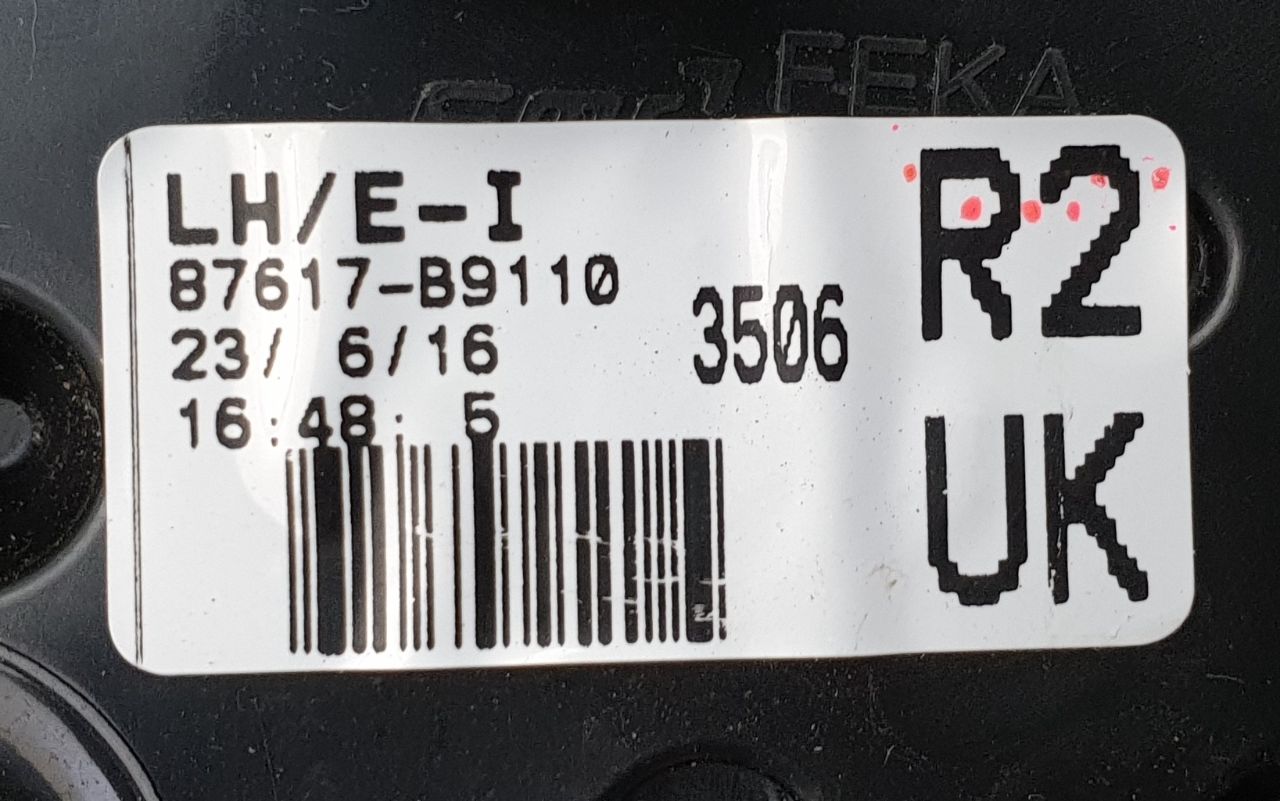 FEKA
LH/E-I
87617-B9110
23/ 6/16
16:48: 5
3506
R2
UK